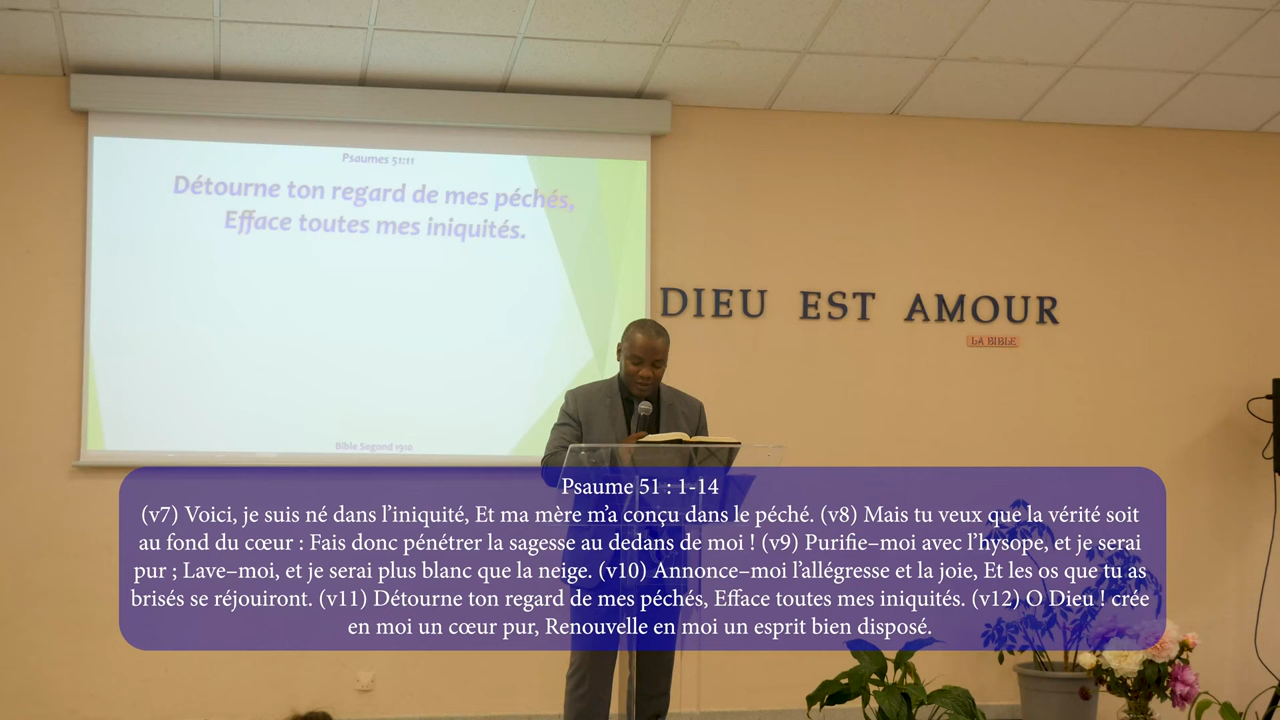 Psaumes 51:11
Détourne ton regard de mes péchés,
Efface toutes mes iniquités.
Bible Segond 1910
DIEU EST AMOUR
LA BIBLE
Psaume 51 : 1-14
(v7) Voici, je suis né dans l’iniquité, Et ma mère m’a conçu dans le péché. (v8) Mais tu veux que la vérité soit
au fond du cœur : Fais donc pénétrer la sagesse au dedans de moi ! (v9) Purifie–moi avec l’hysope, et je serai
pur ; Lave–moi, et je serai plus blanc que la neige. (v10) Annonce–moi l’allégresse et la joie, Et les os que tu as
brisés se réjouiront. (v11) Détourne ton regard de mes péchés, Efface toutes mes iniquités. (v12) O Dieu ! crée
en moi un cœur pur, Renouvelle en moi un esprit bien disposé.